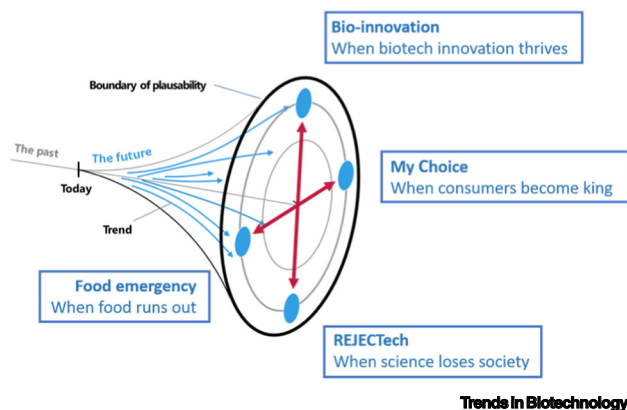 Bio-innovation
When biotech innovation thrives
Boundary of plausability
The past
The future
Today
My Choice
When consumers become king
Trend
Food emergency
When food runs out
REJECTech
When science loses society
Trends in Biotechnology